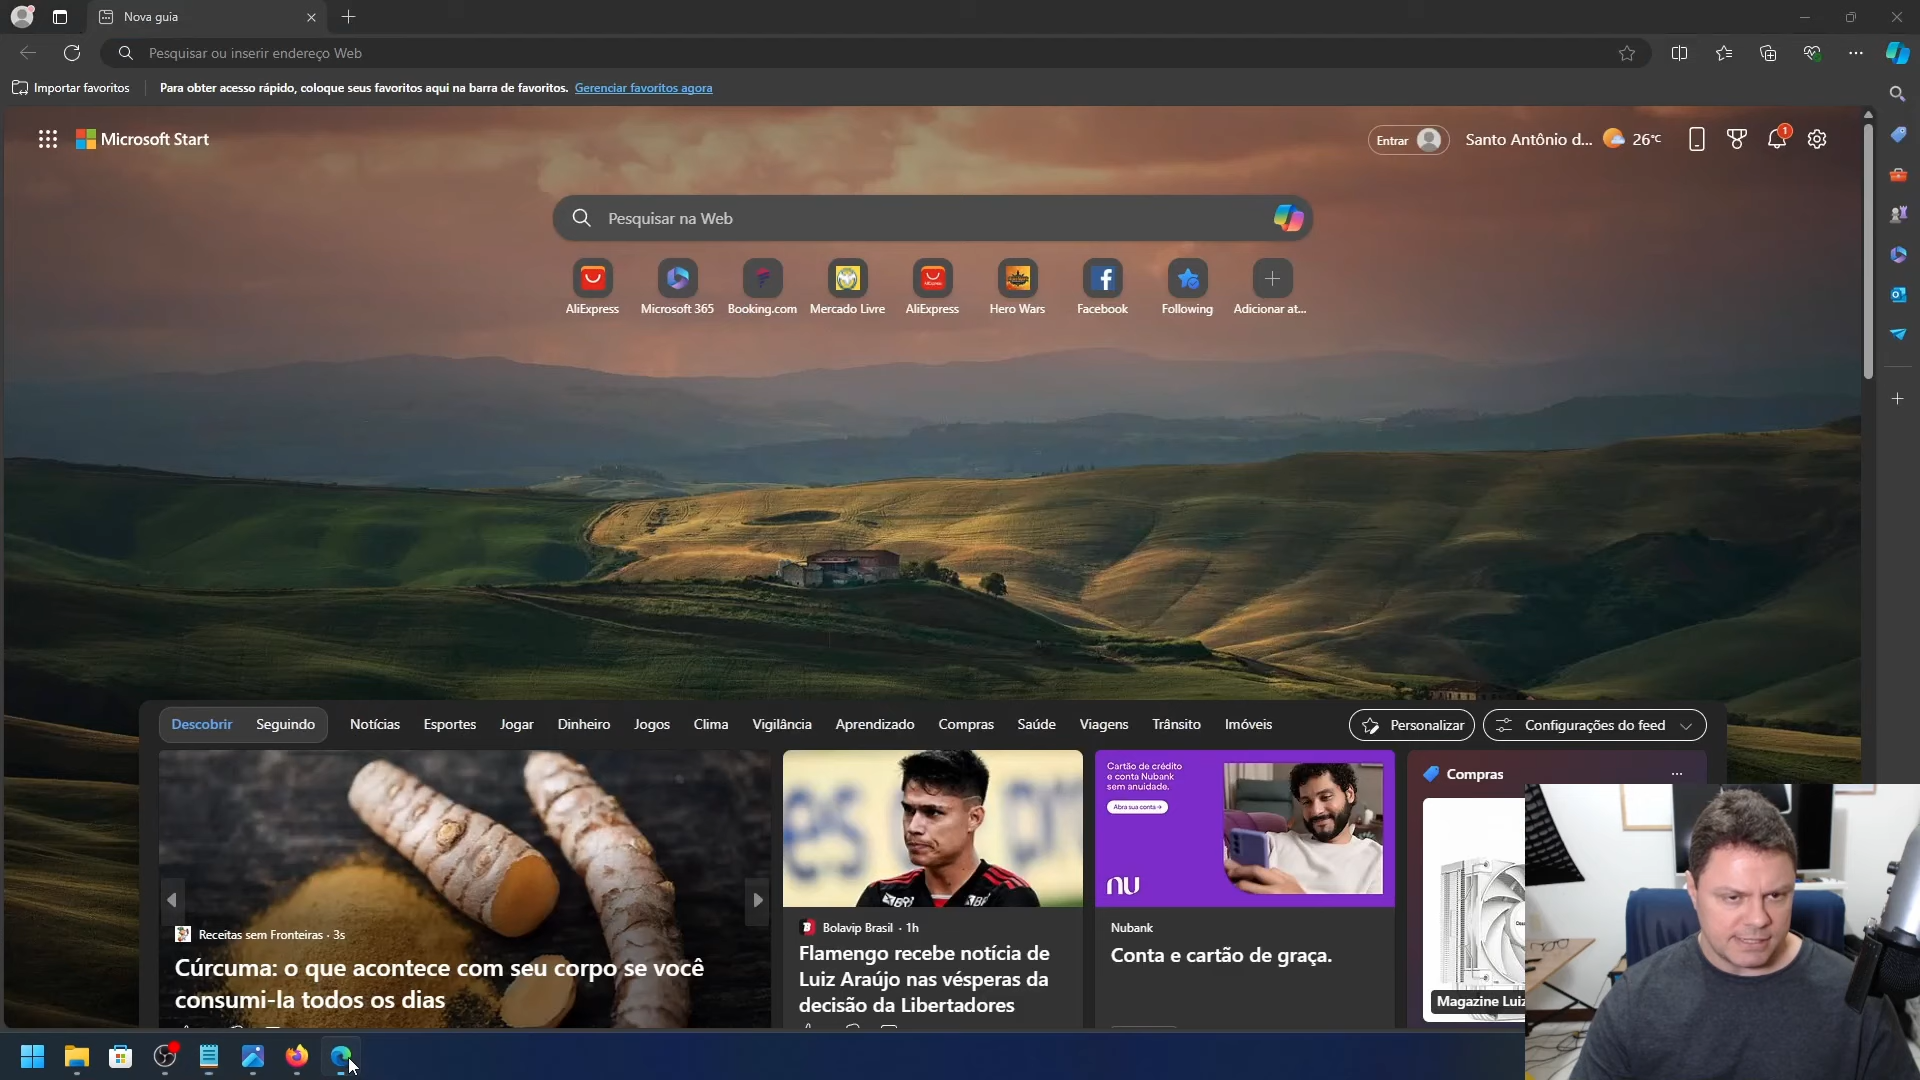 Nova guia
Pesquisar ou inserir endereço Web
Importar favoritos
Para obter acesso rápido, coloque seus favoritos aqui na barra de favoritos. Gerenciar favoritos agora
Microsoft Start
Entrar
Santo Antônio d...
26°C
1
Pesquisar na Web
AliExpress
Microsoft 365
Booking.com
Mercado Livre
AliExpress
Hero Wars
Facebook
Following
Adicionar at...
Descobrir
Seguindo
Notícias
Esportes
Jogar
Dinheiro
Jogos
Clima
Vigilância
Aprendizado
Compras
Saúde
Viagens
Trânsito
Imóveis
Personalizar
Configurações do feed
Receitas sem Fronteiras · 3s
Cúrcuma: o que acontece com seu corpo se você
consumi-la todos os dias
Bolavip Brasil · 1h
Flamengo recebe notícia de
Luiz Araújo nas vésperas da
decisão da Libertadores
Cartão de crédito
e conta Nubank
sem anuidade.
Abra sua conta →
nu
Nubank
Conta e cartão de graça.
Compras
Magazine Luiz